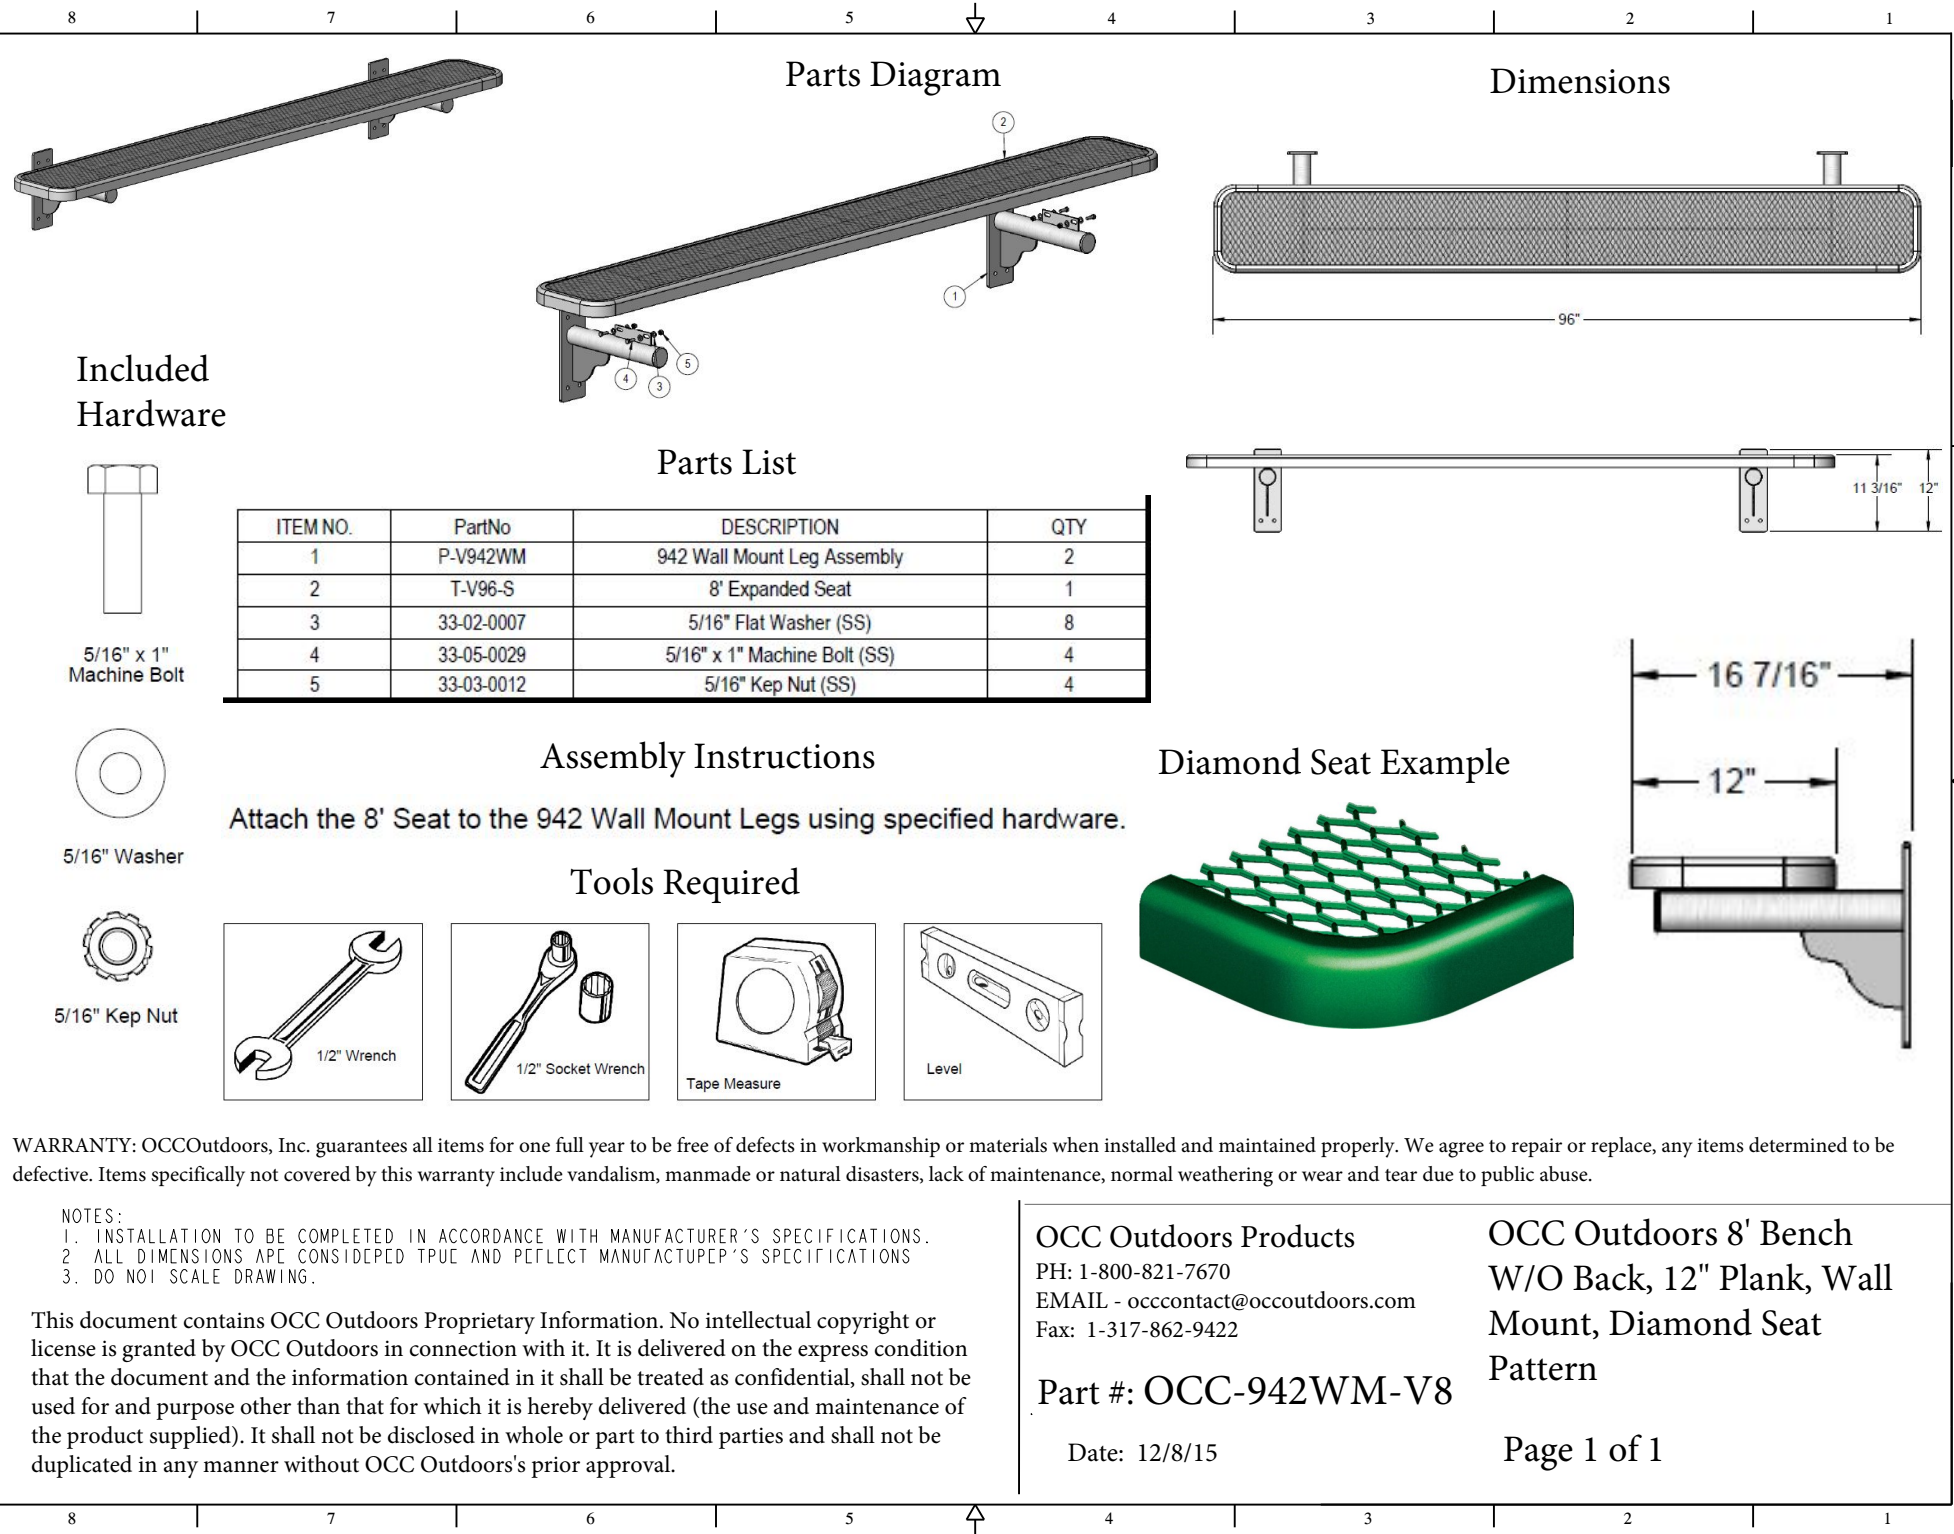 8 7 6 5 4 3 2 1
Parts Diagram
Dimensions
2
1
5
4
3
96"
Included
Hardware
Parts List
11 3/16" 12"
ITEM NO. PartNo DESCRIPTION QTY
1 P-V942WM 942 Wall Mount Leg Assembly 2
2 T-V96-S 8' Expanded Seat 1
3 33-02-0007 5/16" Flat Washer (SS) 8
4 33-05-0029 5/16" x 1" Machine Bolt (SS) 4
5 33-03-0012 5/16" Kep Nut (SS) 4
5/16" x 1"
Machine Bolt
5/16" Washer
5/16" Kep Nut
16 7/16"
12"
Assembly Instructions
Attach the 8' Seat to the 942 Wall Mount Legs using specified hardware.
Diamond Seat Example
Tools Required
1/2" Wrench
1/2" Socket Wrench
Tape Measure
Level
WARRANTY: OCCOutdoors, Inc. guarantees all items for one full year to be free of defects in workmanship or materials when installed and maintained properly. We agree to repair or replace, any items determined to be
defective. Items specifically not covered by this warranty include vandalism, manmade or natural disasters, lack of maintenance, normal weathering or wear and tear due to public abuse.
NOTES:
1. INSTALLATION TO BE COMPLETED IN ACCORDANCE WITH MANUFACTURER'S SPECIFICATIONS.
2 ALL DIMENSIONS ARE CONSIDERED TRUE AND REFLECT MANUFACTURER'S SPECIFICATIONS
3. DO NOT SCALE DRAWING.
This document contains OCC Outdoors Proprietary Information. No intellectual copyright or
license is granted by OCC Outdoors in connection with it. It is delivered on the express condition
that the document and the information contained in it shall be treated as confidential, shall not be
used for and purpose other than that for which it is hereby delivered (the use and maintenance of
the product supplied). It shall not be disclosed in whole or part to third parties and shall not be
duplicated in any manner without OCC Outdoors's prior approval.
OCC Outdoors Products
PH: 1-800-821-7670
EMAIL - occcontact@occoutdoors.com
Fax: 1-317-862-9422
Part #: OCC-942WM-V8
Date: 12/8/15
OCC Outdoors 8' Bench
W/O Back, 12" Plank, Wall
Mount, Diamond Seat
Pattern
Page 1 of 1
8 7 6 5 4 3 2 1